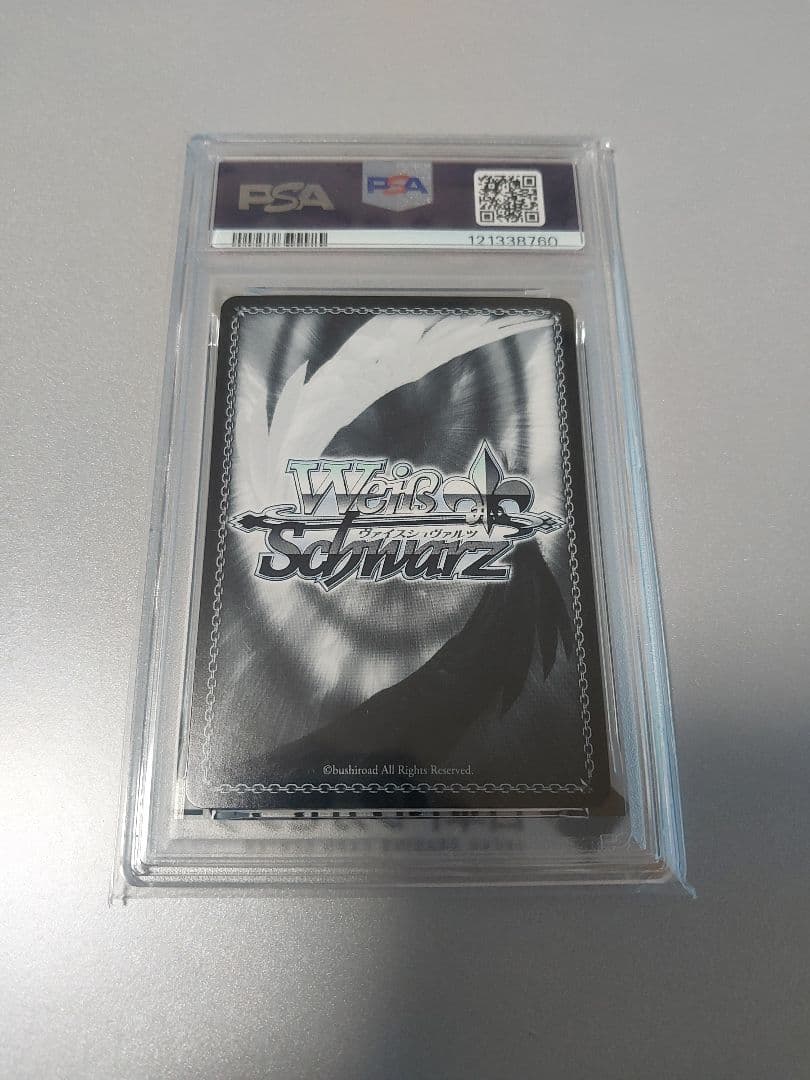 PSA
PSA
121338760
Weiß
ヴァイスシュヴァルツ
Schwarz
©bushiroad All Rights Reserved.